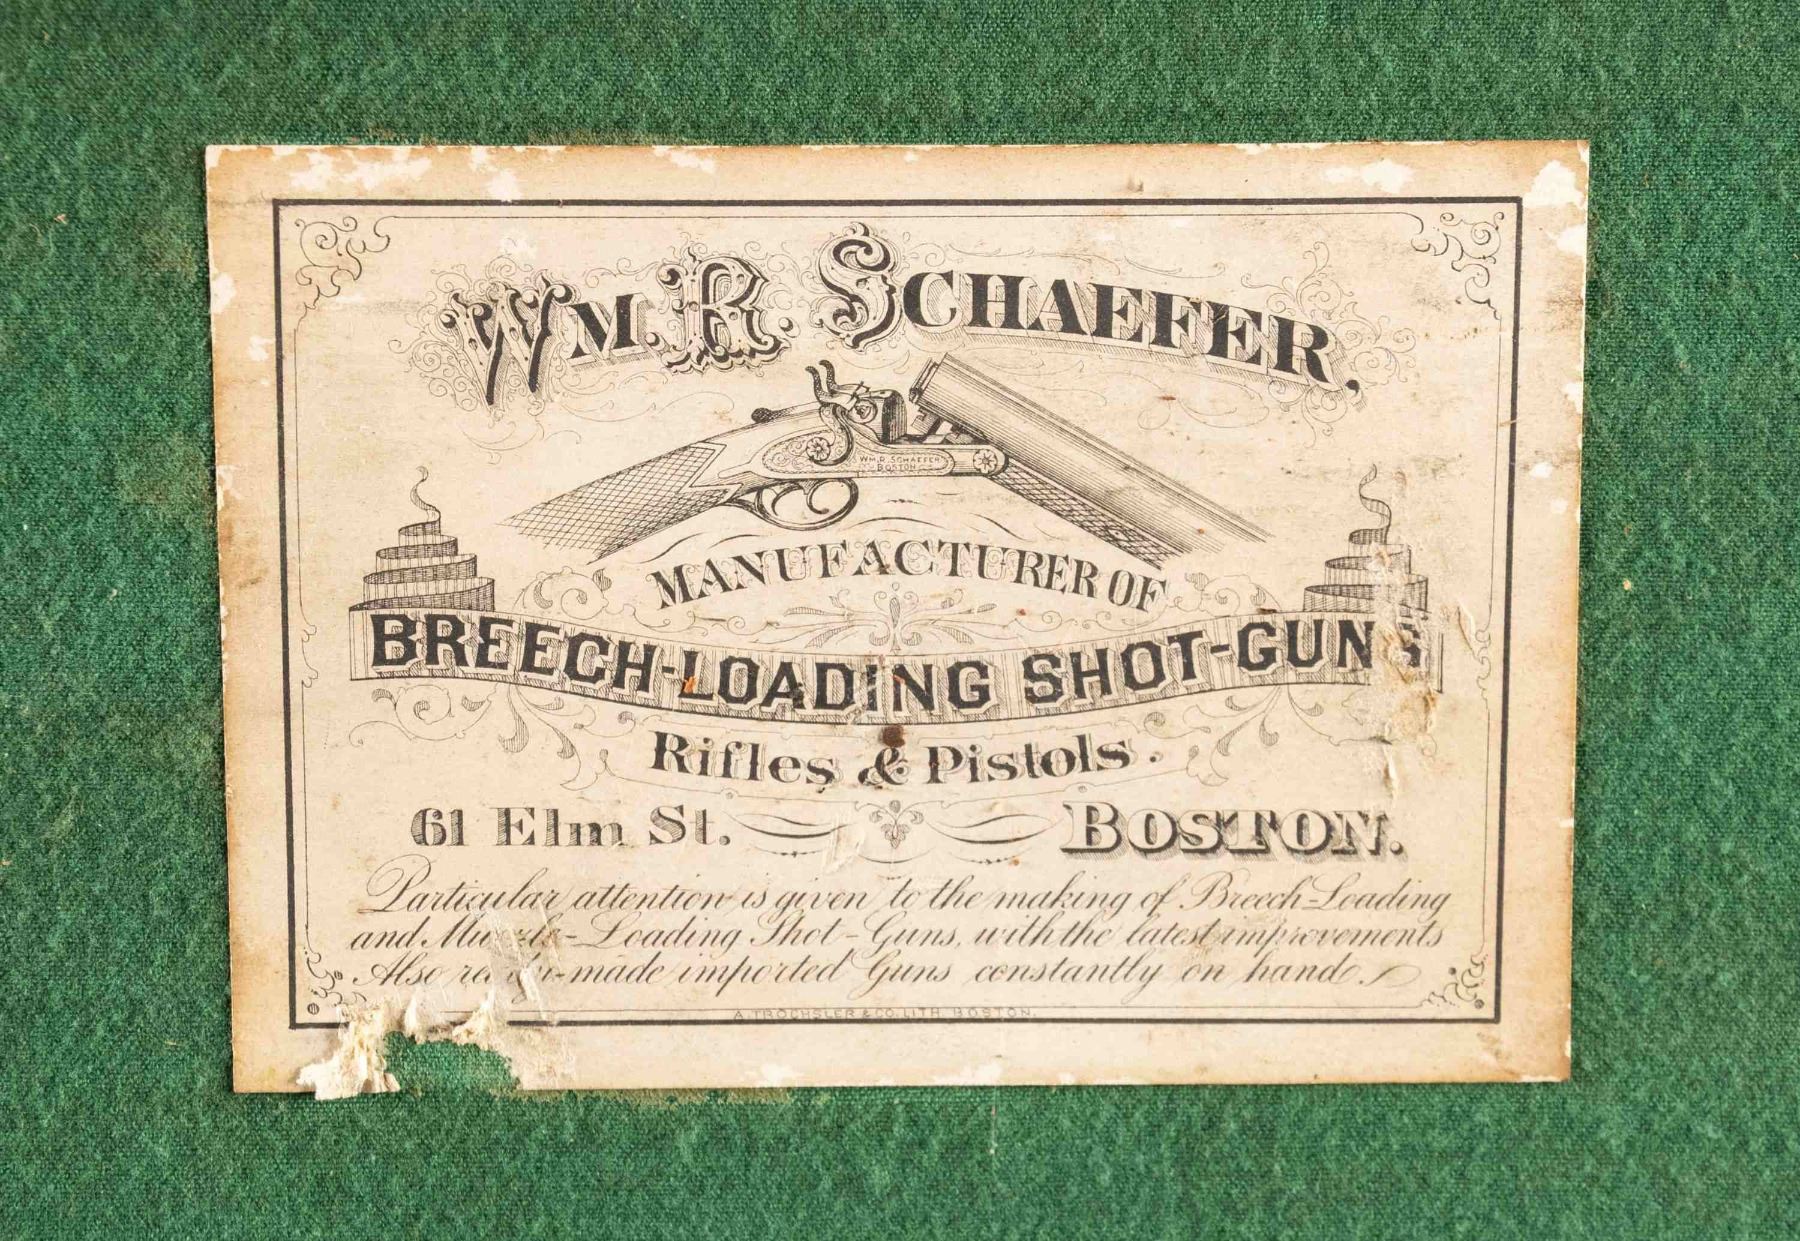 WM. R. SCHAEFER,
WM. R. SCHAEFER
BOSTON
MANUFACTURER OF
BREECH-LOADING SHOT-GUNS
Rifles & Pistols.
61 Elm St. BOSTON.
Particular attention is given to the making of Breech-Loading
and Muzzle-Loading Shot-Guns, with the latest improvements
Also ready-made imported Guns constantly on hand.
A. TROCHSLER & CO. LITH. BOSTON.